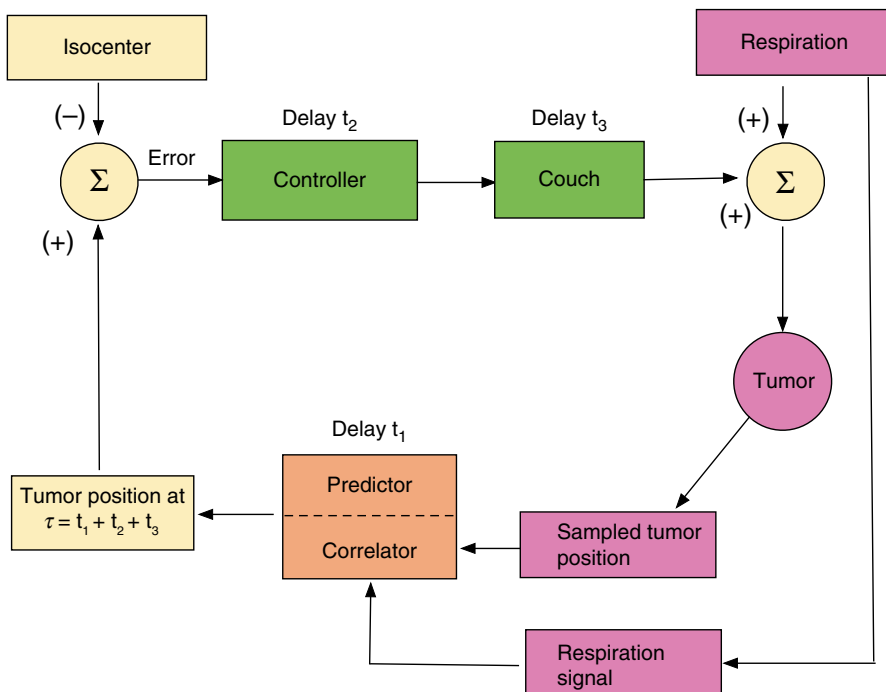 Isocenter
Respiration
(−)
Delay t₂
Delay t₃
(+)
Σ
Error
Controller
Couch
Σ
(+)
(+)
Tumor
Delay t₁
Predictor
Tumor position at
τ = t₁ + t₂ + t₃
Correlator
Sampled tumor
position
Respiration
signal